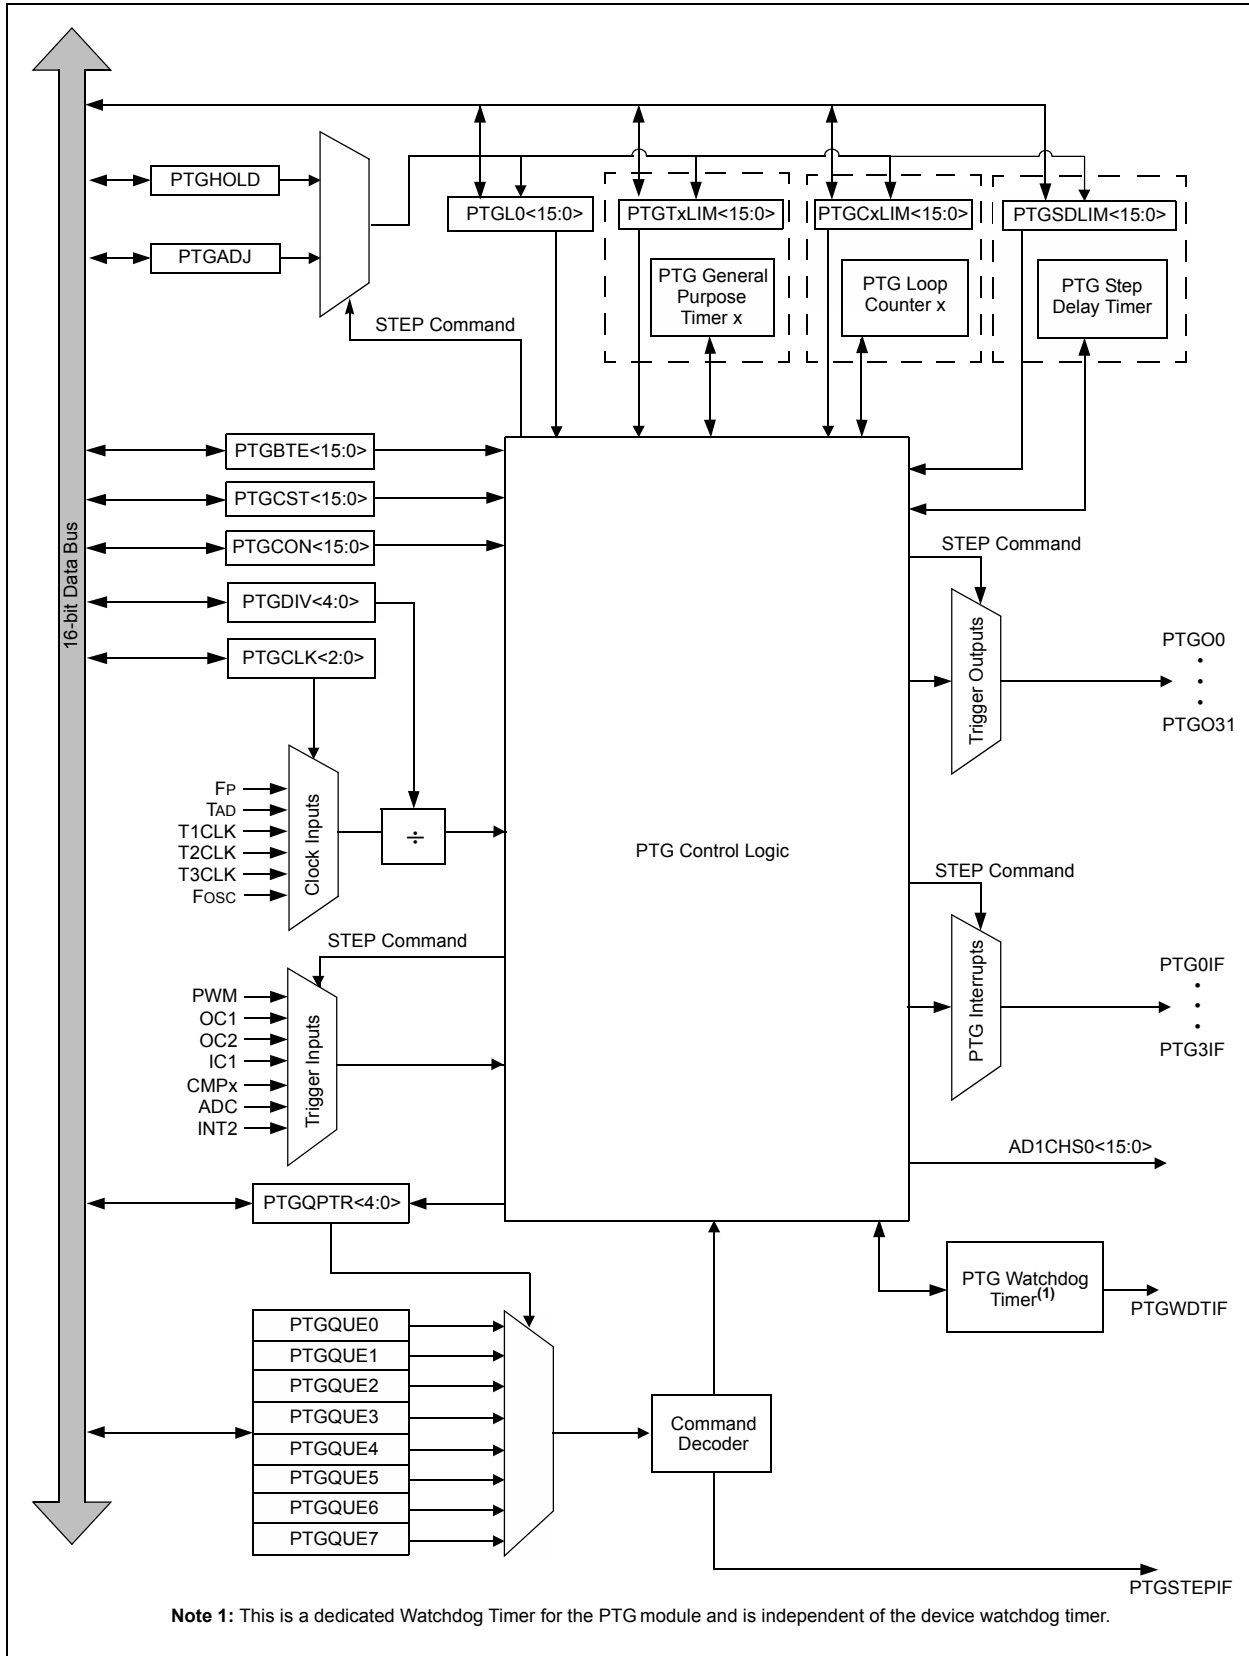 16-bit Data Bus
PTGHOLD
PTGADJ
STEP Command
PTGL0<15:0>
PTGTxLIM<15:0>
PTGCxLIM<15:0>
PTGSDLIM<15:0>
PTG General
Purpose
Timer x
PTG Loop
Counter x
PTG Step
Delay Timer
PTGBTE<15:0>
PTGCST<15:0>
PTGCON<15:0>
PTGDIV<4:0>
PTGCLK<2:0>
FP
TAD
T1CLK
T2CLK
T3CLK
FOSC
Clock Inputs
÷
STEP Command
PWM
OC1
OC2
IC1
CMPx
ADC
INT2
Trigger Inputs
PTG Control Logic
STEP Command
Trigger Outputs
PTGO0
PTGO31
STEP Command
PTG Interrupts
PTG0IF
PTG3IF
AD1CHS0<15:0>
PTGQPTR<4:0>
PTG Watchdog
Timer(1)
PTGWDTIF
PTGQUE0
PTGQUE1
PTGQUE2
PTGQUE3
PTGQUE4
PTGQUE5
PTGQUE6
PTGQUE7
Command
Decoder
PTGSTEPIF
Note 1: This is a dedicated Watchdog Timer for the PTG module and is independent of the device watchdog timer.